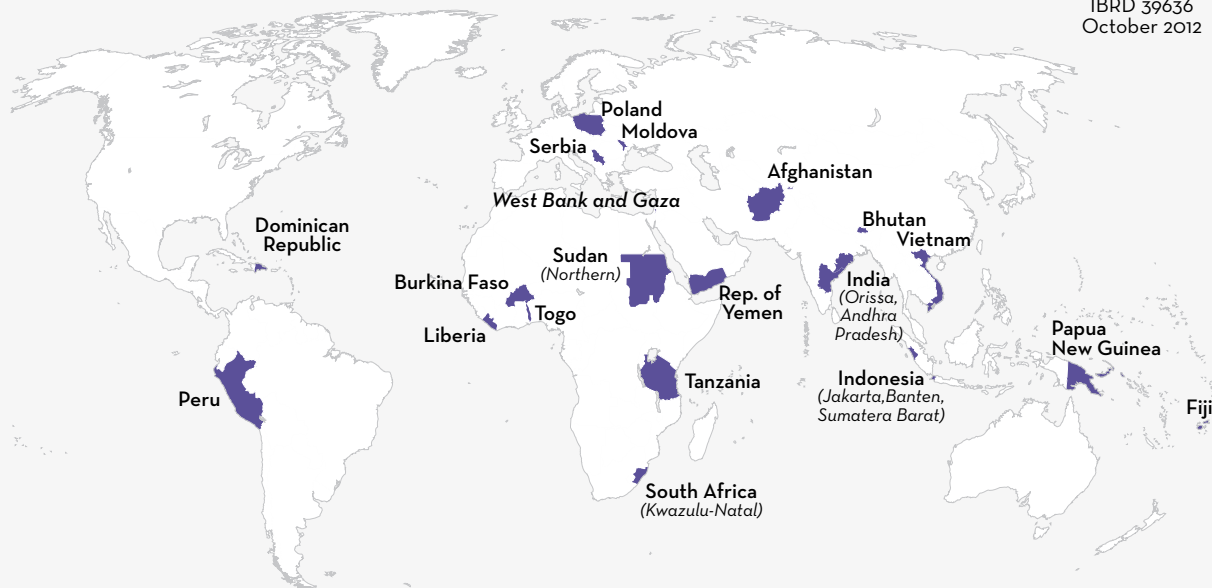 IBRD 39636
October 2012
Poland
Moldova
Serbia
Afghanistan
West Bank and Gaza
Bhutan
Vietnam
Dominican
Republic
Sudan
(Northern)
Burkina Faso
Togo
Liberia
Rep. of
Yemen
India
(Orissa,
Andhra
Pradesh)
Papua
New Guinea
Peru
Tanzania
Indonesia
(Jakarta,Banten,
Sumatera Barat)
Fiji
South Africa
(Kwazulu-Natal)